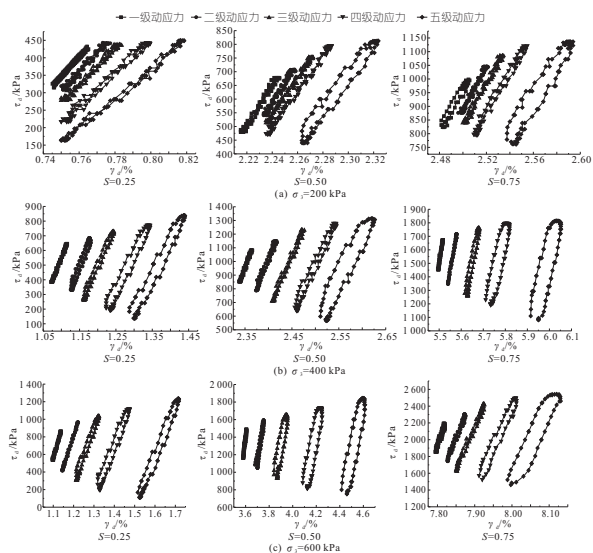 一级动应力 二级动应力 三级动应力 四级动应力 五级动应力
τd/kPa
450
400
350
300
250
200
150
0.74 0.76 0.78 0.80 0.82
γd/%
S=0.25
τd/kPa
850
800
750
700
650
600
550
500
450
400
2.22 2.24 2.26 2.28 2.30 2.32
γd/%
S=0.50
τd/kPa
1 150
1 100
1 050
1 000
950
900
850
800
750
2.48 2.52 2.56 2.60
γd/%
S=0.75
(a) σ3=200 kPa
τd/kPa
900
800
700
600
500
400
300
200
100
1.05 1.15 1.25 1.35 1.45
γd/%
S=0.25
τd/kPa
1 400
1 300
1 200
1 100
1 000
900
800
700
600
500
2.35 2.45 2.55 2.65
γd/%
S=0.50
τd/kPa
1 900
1 800
1 700
1 600
1 500
1 400
1 300
1 200
1 100
1 000
5.5 5.6 5.7 5.8 5.9 6.0 6.1
γd/%
S=0.75
(b) σ3=400 kPa
τd/kPa
1 400
1 200
1 000
800
600
400
200
0
1.1 1.2 1.3 1.4 1.5 1.6 1.7
γd/%
S=0.25
τd/kPa
2 000
1 800
1 600
1 400
1 200
1 000
800
600
3.6 3.8 4.0 4.2 4.4 4.6
γd/%
S=0.50
τd/kPa
2 600
2 400
2 200
2 000
1 800
1 600
1 400
1 200
7.80 7.90 8.00 8.10
γd/%
S=0.75
(c) σ3=600 kPa